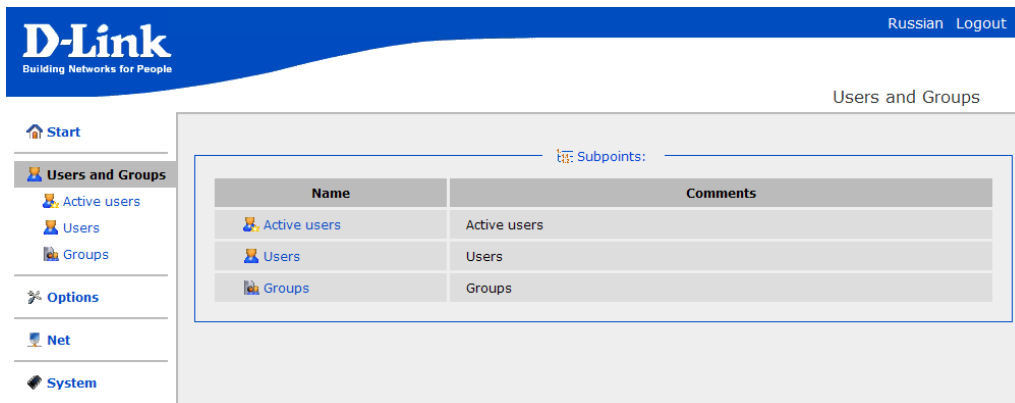 Russian Logout
D-Link
Building Networks for People
Users and Groups
Start
Users and Groups
Active users
Users
Groups
Options
Net
System
Subpoints:
Name Comments
Active users Active users
Users Users
Groups Groups